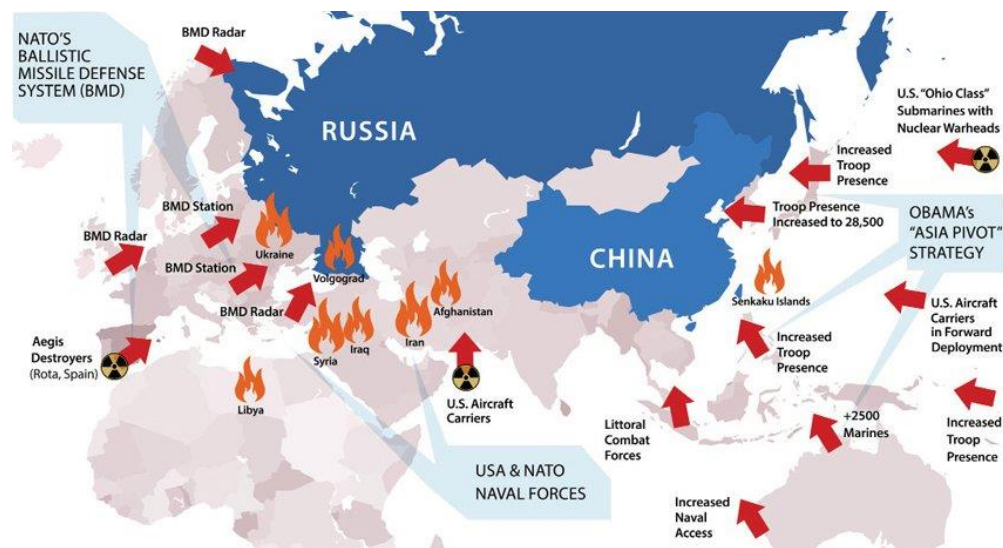 NATO's
BALLISTIC
MISSILE DEFENSE
SYSTEM (BMD)
BMD Radar
RUSSIA
U.S. “Ohio Class”
Submarines with
Nuclear Warheads
Increased
Troop
Presence
BMD Station
Troop Presence
Increased to 28,500
OBAMA's
“ASIA PIVOT”
STRATEGY
BMD Radar
Ukraine
BMD Station
Volgograd
CHINA
Senkaku Islands
BMD Radar
Afghanistan
U.S. Aircraft
Carriers
in Forward
Deployment
Aegis
Destroyers
(Rota, Spain)
Syria
Iraq
Iran
Increased
Troop
Presence
Libya
U.S. Aircraft
Carriers
Littoral
Combat
Forces
+2500
Marines
Increased
Troop
Presence
USA & NATO
NAVAL FORCES
Increased
Naval
Access